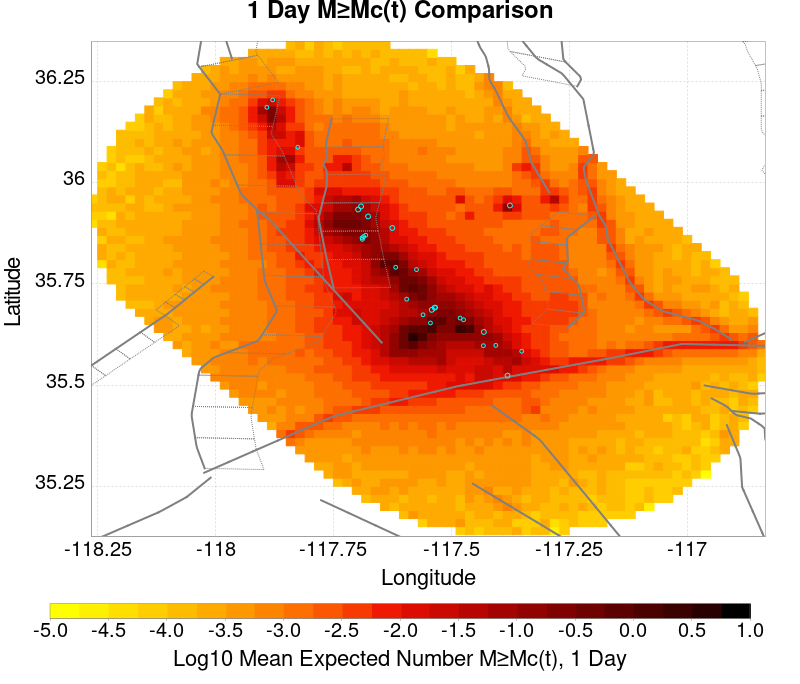 1 Day M≥Mc(t) Comparison
36.25
36
35.75
35.5
35.25
Latitude
-118.25 -118 -117.75 -117.5 -117.25 -117
Longitude
-5.0 -4.5 -4.0 -3.5 -3.0 -2.5 -2.0 -1.5 -1.0 -0.5 0.0 0.5 1.0
Log10 Mean Expected Number M≥Mc(t), 1 Day